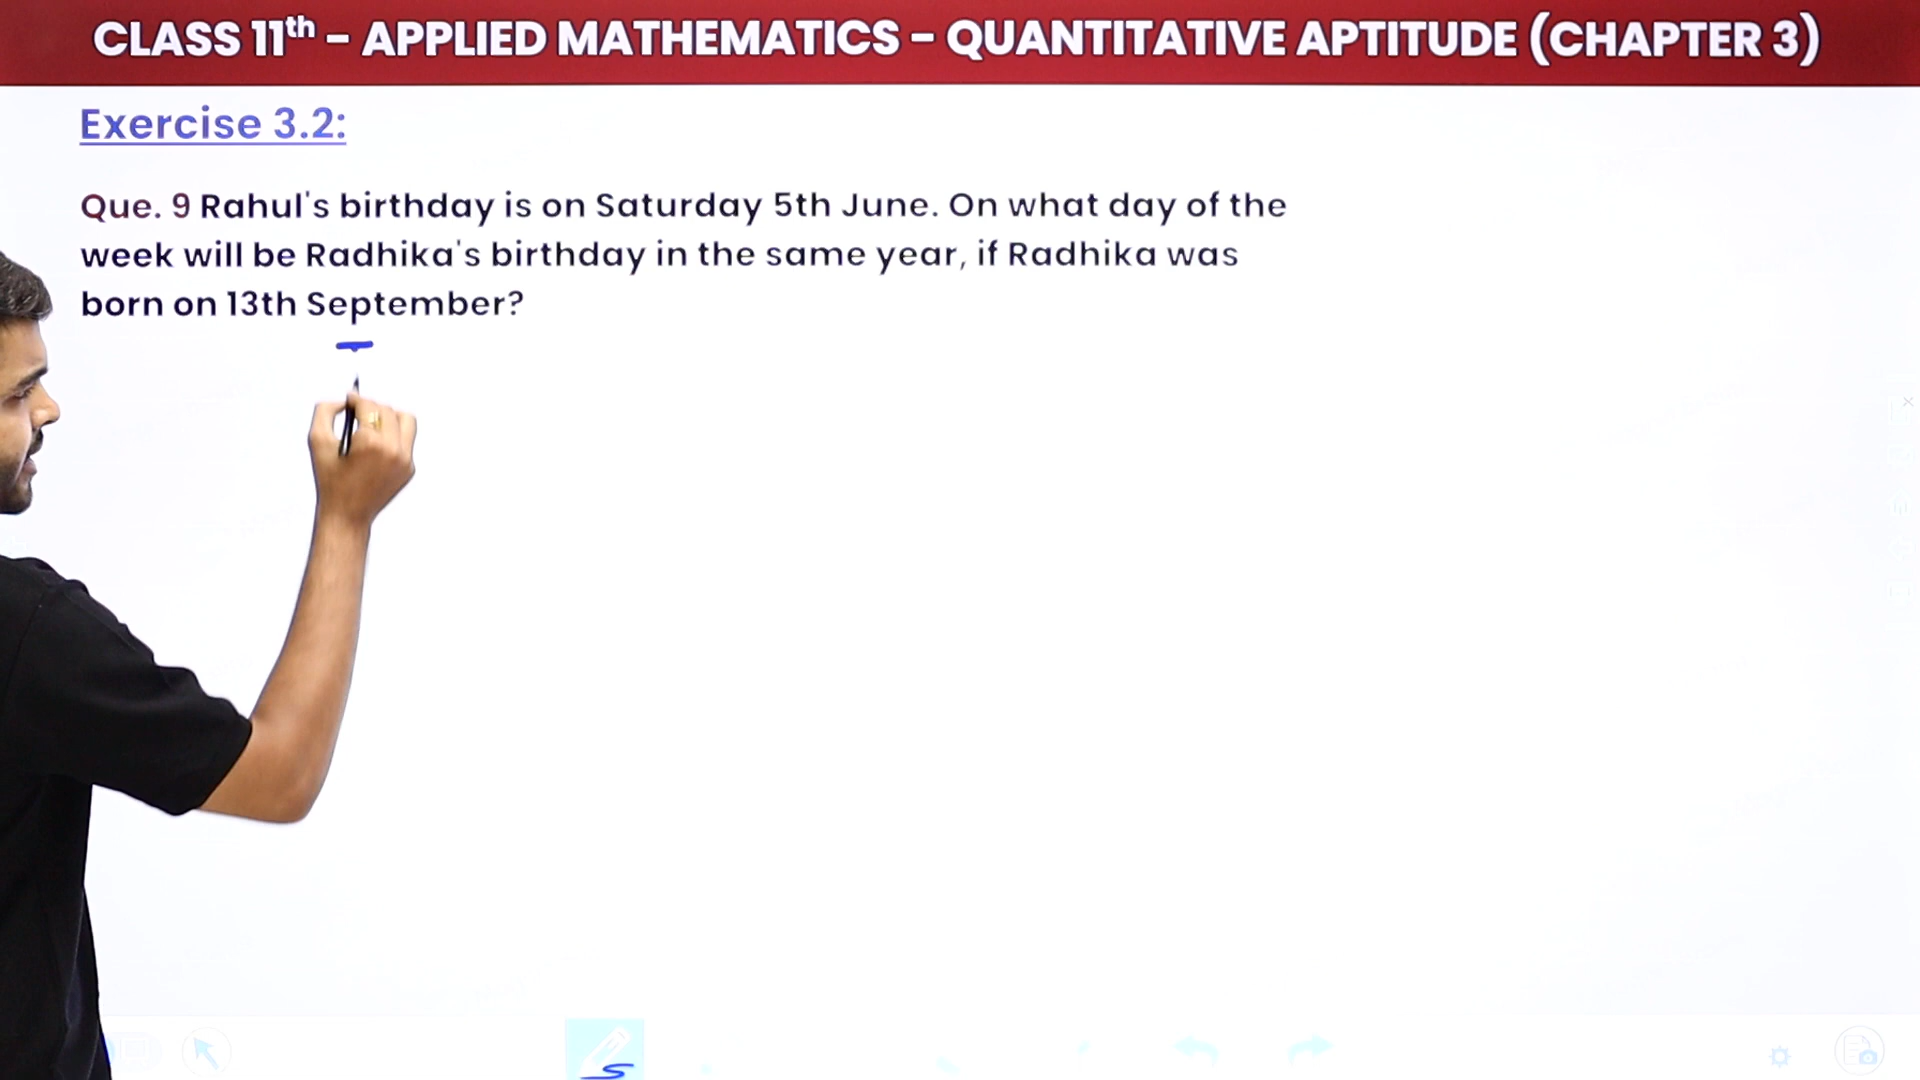 CLASS 11th - APPLIED MATHEMATICS - QUANTITATIVE APTITUDE (CHAPTER 3)
Exercise 3.2:
Que. 9 Rahul's birthday is on Saturday 5th June. On what day of the
week will be Radhika's birthday in the same year, if Radhika was
born on 13th September?